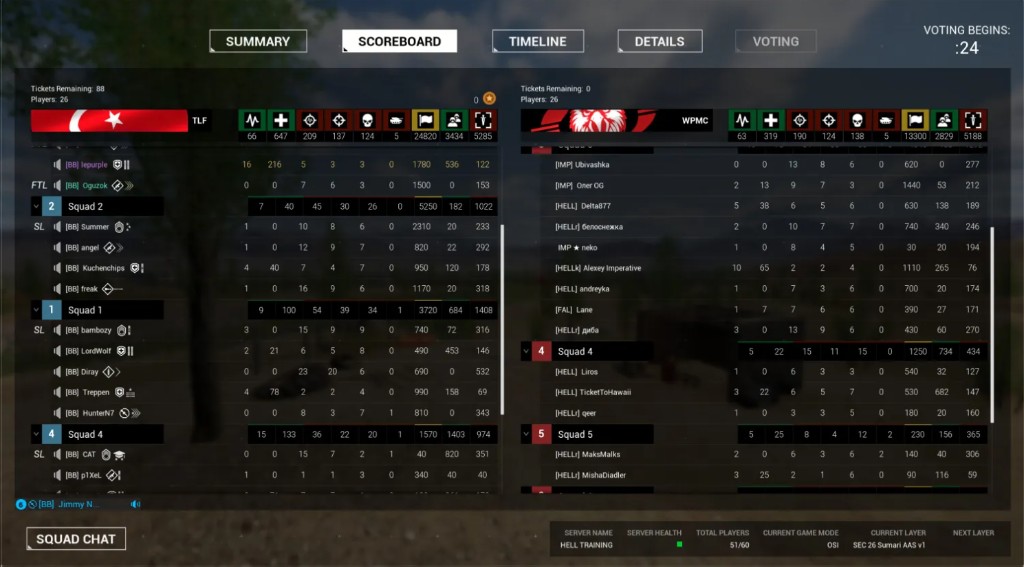 SUMMARY SCOREBOARD TIMELINE DETAILS VOTING
VOTING BEGINS:
:24
Tickets Remaining: 88
Players: 26
0
TLF
66 647 209 137 124 5 24820 3434 5285
[BB] lepurple 16 216 5 3 3 0 1780 536 122
FTL [BB] Oguzok 0 0 7 6 3 0 1500 0 153
2 Squad 2 7 40 45 30 26 0 5250 182 1022
SL [BB] Summer 1 0 10 8 6 0 2310 20 233
[BB] angel 1 0 12 9 7 0 820 22 292
[BB] Kuchenchips 4 40 7 4 7 0 950 120 178
[BB] freak 1 0 16 9 6 0 1170 20 318
1 Squad 1 9 100 54 39 34 1 3720 684 1408
SL [BB] bambozy 3 0 15 9 9 0 740 72 316
[BB] LordWolf 2 21 6 5 8 0 490 453 146
[BB] Diray 0 0 23 20 6 0 690 0 532
[BB] Treppen 4 78 2 2 4 0 990 158 69
[BB] HunterN7 0 0 8 3 7 1 810 0 343
4 Squad 4 15 133 36 22 20 1 1570 1403 974
SL [BB] CAT 0 0 15 7 2 1 40 820 351
[BB] p1XeL 1 0 1 1 3 0 340 40 40
[BB] Jimmy N...
SQUAD CHAT
Tickets Remaining: 0
Players: 26
WPMC
63 319 190 124 138 5 13300 2829 5188
[IMP] Ubivashka 0 0 13 8 6 0 620 0 277
[IMP] Oner OG 2 13 9 7 3 0 1440 53 212
[HELL] Delta877 5 38 6 5 6 0 630 138 189
[HELLr] белоснежка 2 0 10 7 7 0 740 340 246
IMP ★ neko 1 0 8 4 5 0 30 20 194
[HELLk] Alexey Imperative 10 65 2 2 4 0 1110 265 76
[HELL] andreyka 1 0 7 3 6 0 700 20 174
[FAL] Lane 1 7 7 6 6 0 390 27 171
[HELLr] диба 3 0 13 9 6 0 430 60 270
4 Squad 4 5 22 15 11 15 0 1250 734 434
[HELL] Liros 1 0 6 3 3 0 540 32 127
[HELL] TicketToHawaii 3 22 6 5 7 0 530 682 147
[HELLr] qeer 1 0 3 3 5 0 180 20 160
5 Squad 5 5 25 8 4 12 2 230 156 365
[HELLr] MaksMalks 2 0 6 3 6 2 140 40 306
[HELLr] MishaDiadler 3 25 2 1 6 0 90 116 59
SERVER NAME SERVER HEALTH TOTAL PLAYERS CURRENT GAME MODE CURRENT LAYER NEXT LAYER
HELL TRAINING 51/60 OSI SEC 26 Sumari AAS v1